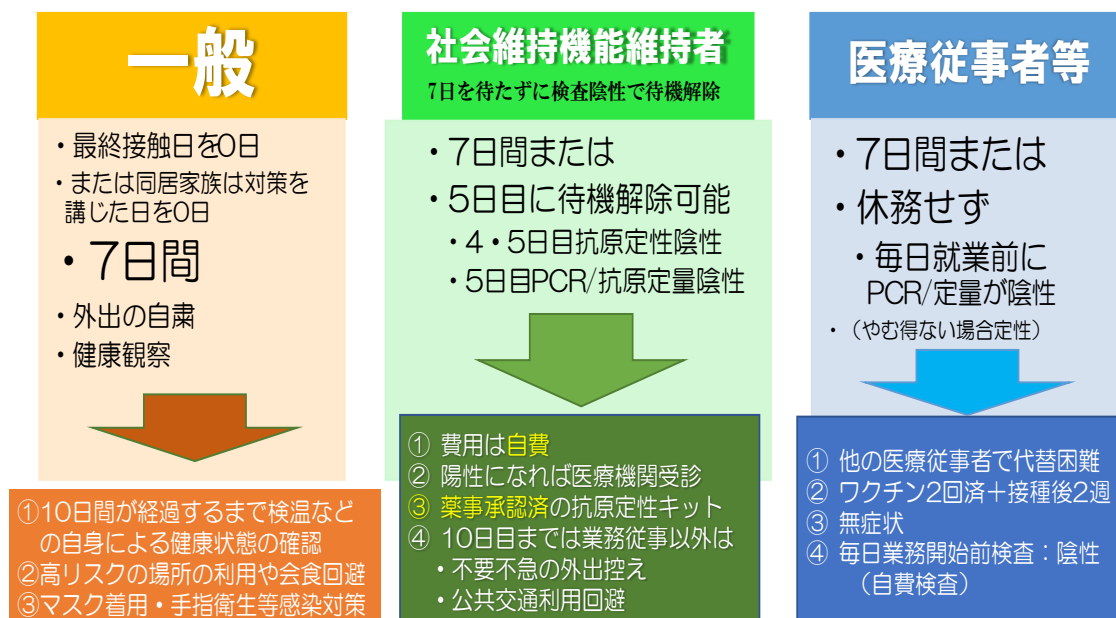 一般
・最終接触日を0日
・または同居家族は対策を
講じた日を0日
・7日間
・外出の自粛
・健康観察
①10日間が経過するまで検温など
の自身による健康状態の確認
②高リスクの場所の利用や会食回避
③マスク着用・手指衛生等感染対策
社会維持機能維持者
7日を待たずに検査陰性で待機解除
・7日間または
・5日目に待機解除可能
・4・5日目抗原定性陰性
・5日目PCR/抗原定量陰性
① 費用は自費
② 陽性になれば医療機関受診
③ 薬事承認済の抗原定性キット
④ 10日目までは業務従事以外は
・不要不急の外出控え
・公共交通利用回避
医療従事者等
・7日間または
・休務せず
・毎日就業前に
PCR/定量が陰性
・（やむ得ない場合定性）
① 他の医療従事者で代替困難
② ワクチン2回済＋接種後2週
③ 無症状
④ 毎日業務開始前検査：陰性
（自費検査）